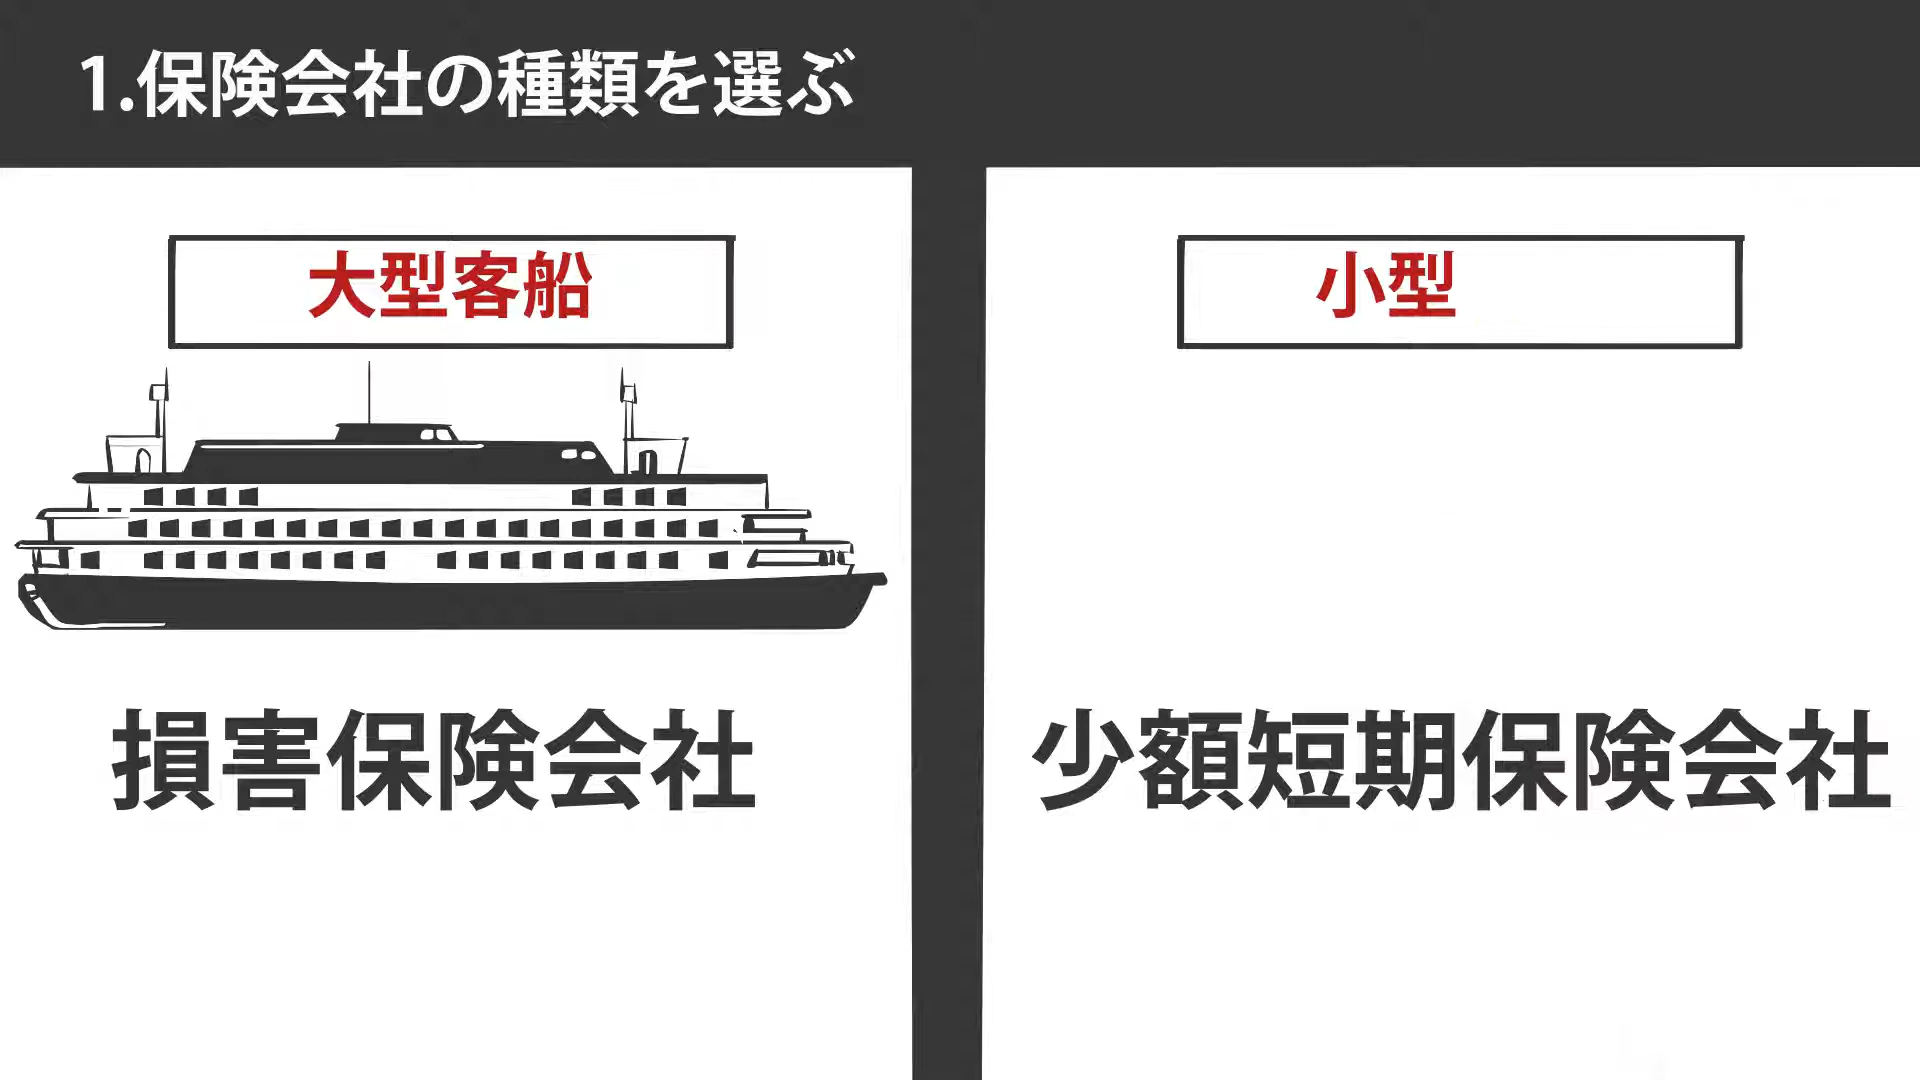 1.保険会社の種類を選ぶ
大型客船
損害保険会社
小型
少額短期保険会社